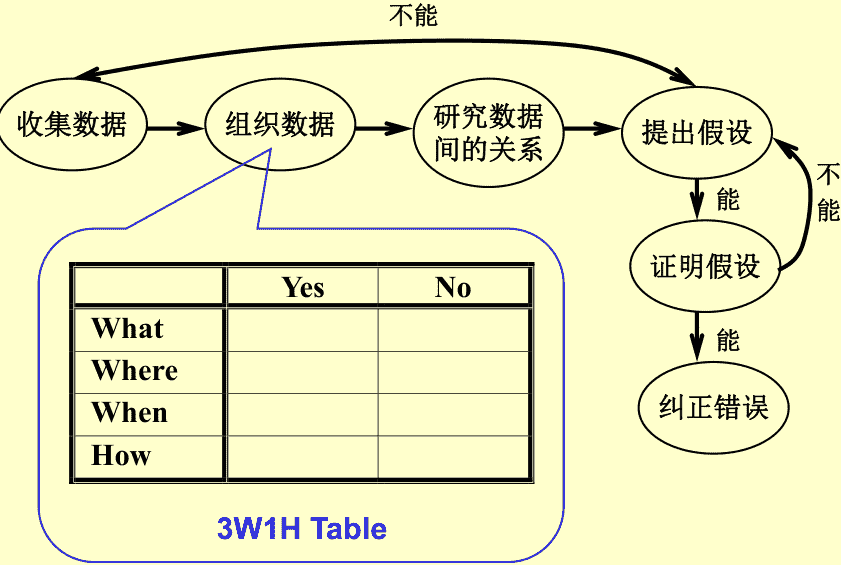 不能
收集数据
组织数据
研究数据
间的关系
提出假设
能
不
能
证明假设
能
纠正错误
Yes No
What
Where
When
How
3W1H Table